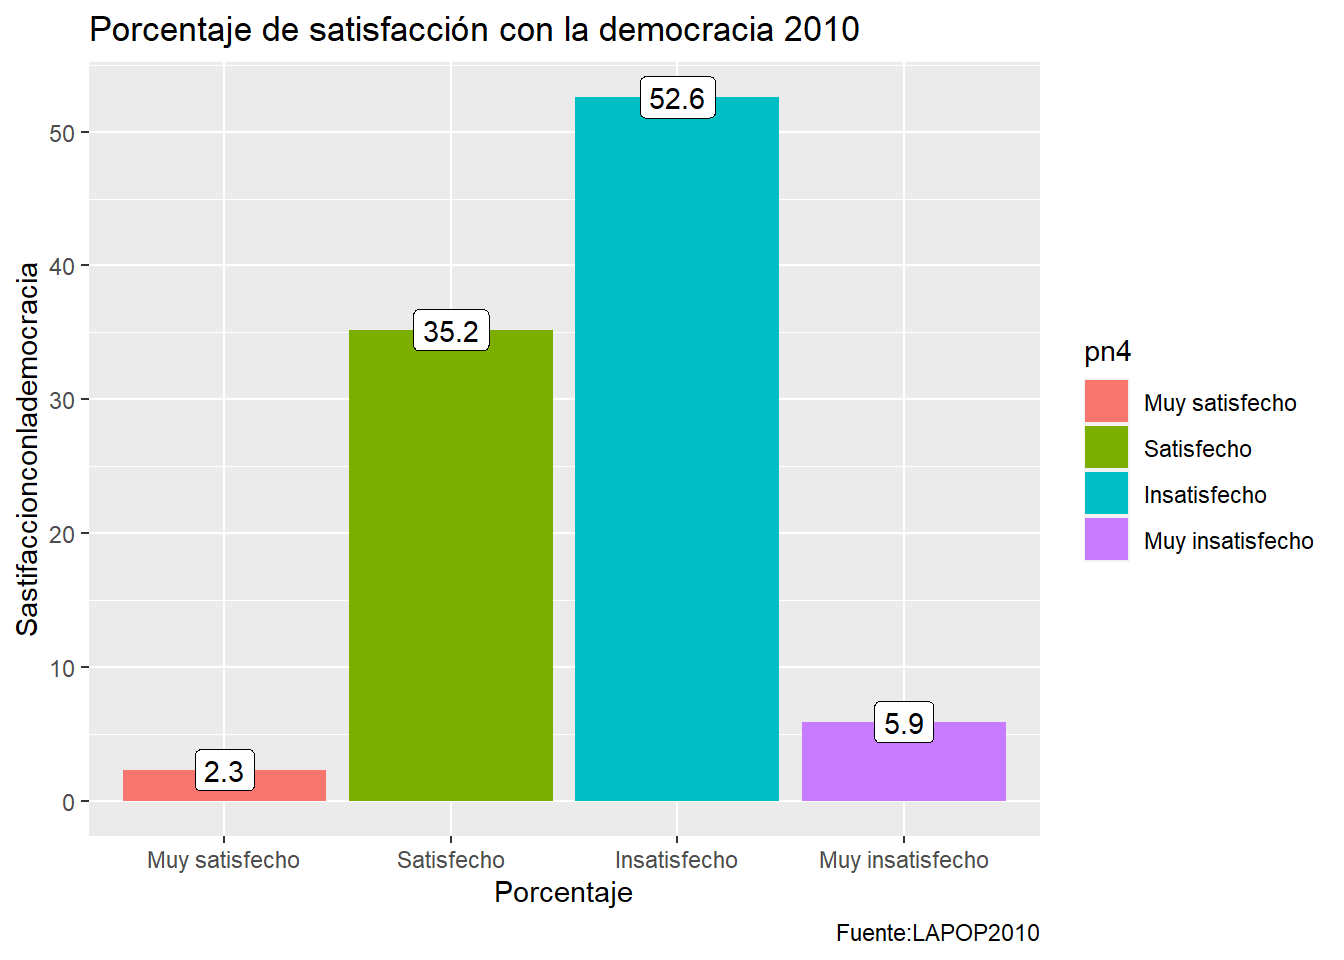 Porcentaje de satisfacción con la democracia 2010
Sastifaccionconlademocracia
50
40
30
20
10
0
2.3
35.2
52.6
5.9
Muy satisfecho
Satisfecho
Insatisfecho
Muy insatisfecho
Porcentaje
pn4
Muy satisfecho
Satisfecho
Insatisfecho
Muy insatisfecho
Fuente:LAPOP2010